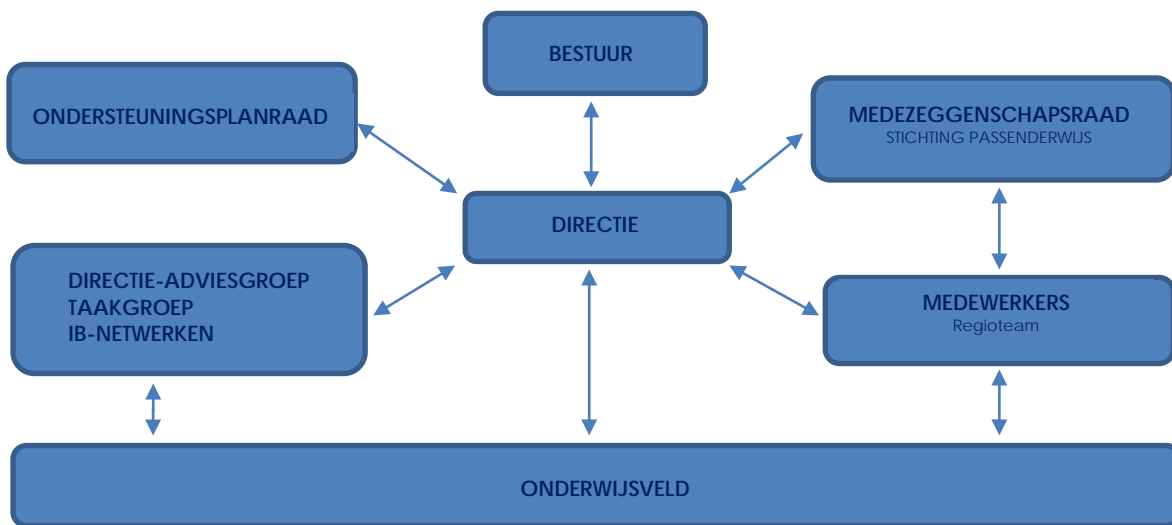 BESTUUR
ONDERSTEUNINGSPLANRAAD
MEDEZEGGENSCHAPSRAAD
STICHTING PASSENDERWIJS
DIRECTIE
DIRECTIE-ADVIESGROEP
TAAKGROEP
IB-NETWERKEN
MEDEWERKERS
Regioteam
ONDERWIJSVELD